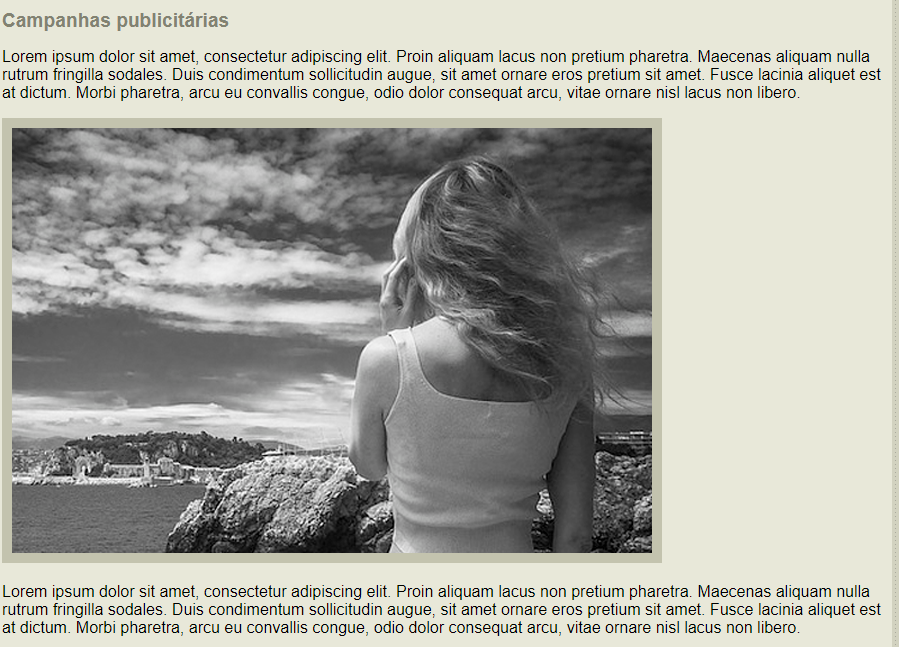 Campanhas publicitárias
Lorem ipsum dolor sit amet, consectetur adipiscing elit. Proin aliquam lacus non pretium pharetra. Maecenas aliquam nulla
rutrum fringilla sodales. Duis condimentum sollicitudin augue, sit amet ornare eros pretium sit amet. Fusce lacinia aliquet est
at dictum. Morbi pharetra, arcu eu convallis congue, odio dolor consequat arcu, vitae ornare nisl lacus non libero.
Lorem ipsum dolor sit amet, consectetur adipiscing elit. Proin aliquam lacus non pretium pharetra. Maecenas aliquam nulla
rutrum fringilla sodales. Duis condimentum sollicitudin augue, sit amet ornare eros pretium sit amet. Fusce lacinia aliquet est
at dictum. Morbi pharetra, arcu eu convallis congue, odio dolor consequat arcu, vitae ornare nisl lacus non libero.